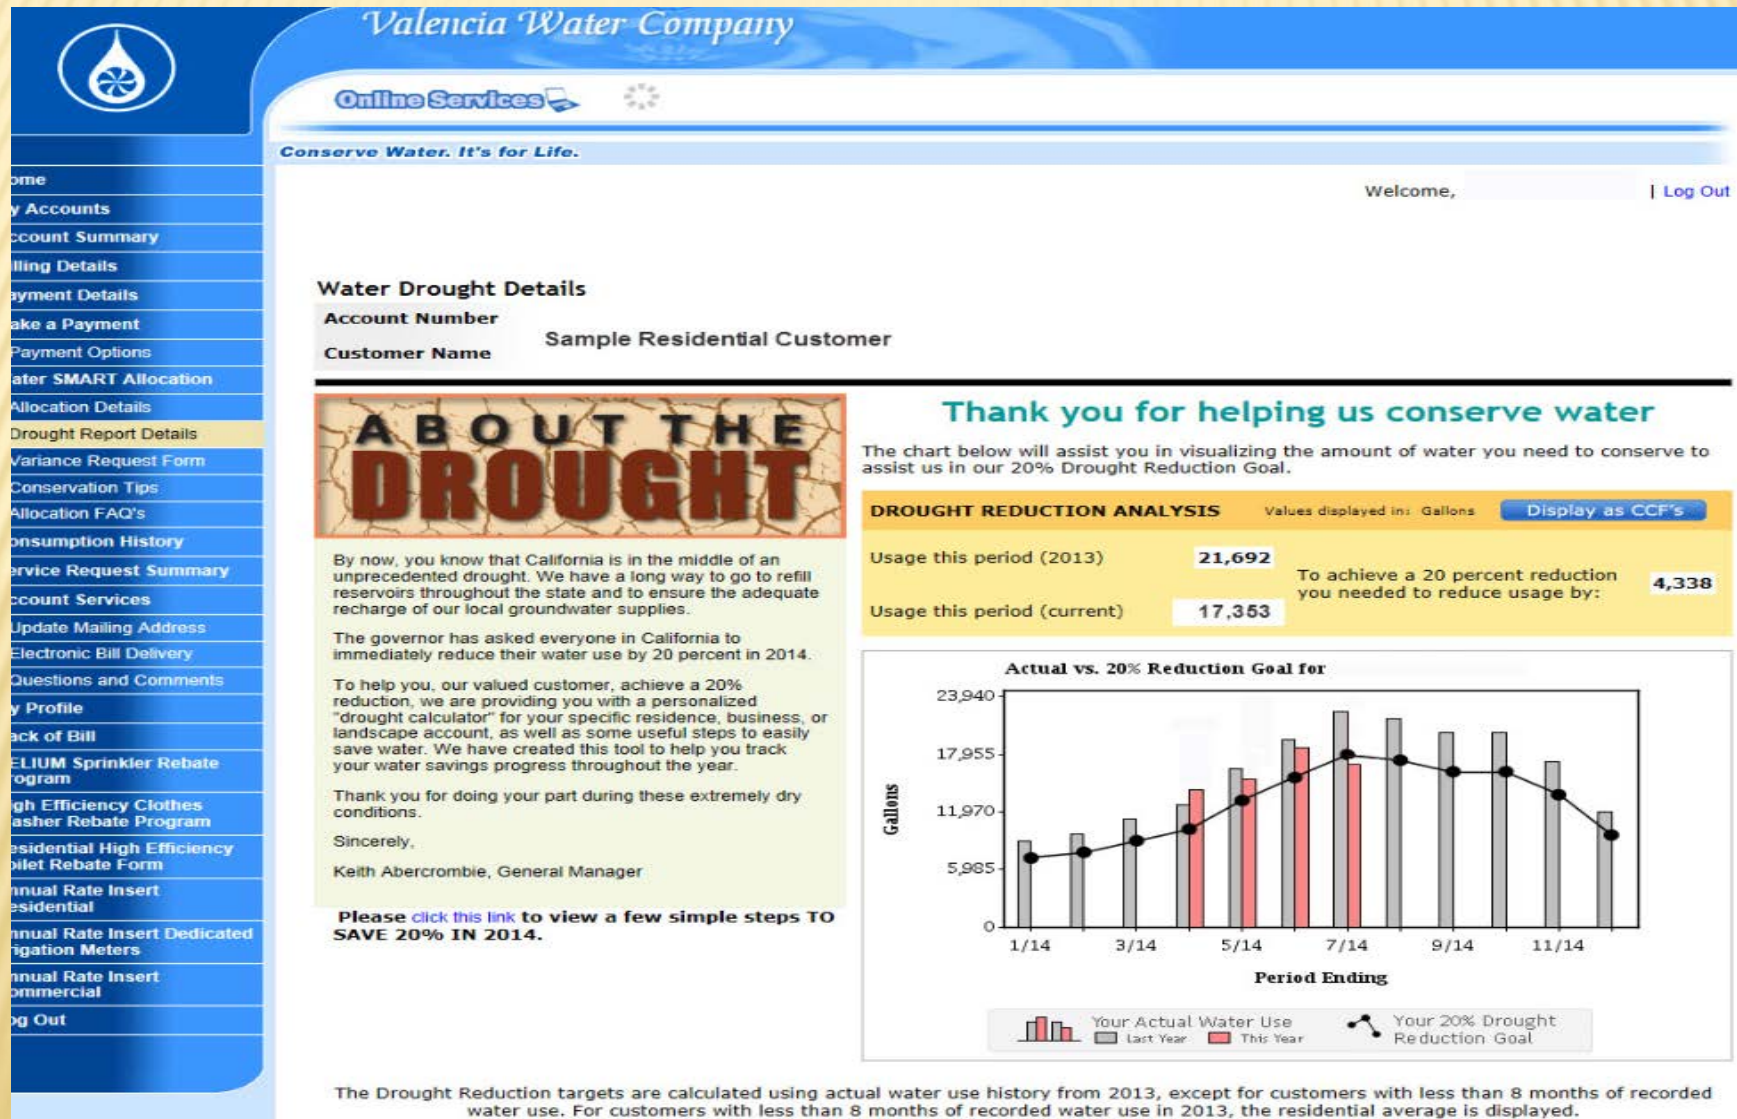 Valencia Water Company
Online Services
Conserve Water. It's for Life.
ome
y Accounts
ccount Summary
illing Details
ayment Details
ake a Payment
Payment Options
ater SMART Allocation
Allocation Details
Drought Report Details
Variance Request Form
Conservation Tips
Allocation FAQ's
onsumption History
ervice Request Summary
ccount Services
Update Mailing Address
Electronic Bill Delivery
Questions and Comments
y Profile
ack of Bill
ELIUM Sprinkler Rebate
rogram
igh Efficiency Clothes
asher Rebate Program
esidential High Efficiency
oilet Rebate Form
nnual Rate Insert
esidential
nnual Rate Insert Dedicated
rigation Meters
nnual Rate Insert
ommercial
og Out
Welcome, | Log Out
Water Drought Details
Account Number
Customer Name
Sample Residential Customer
ABOUT THE
DROUGHT
By now, you know that California is in the middle of an
unprecedented drought. We have a long way to go to refill
reservoirs throughout the state and to ensure the adequate
recharge of our local groundwater supplies.
The governor has asked everyone in California to
immediately reduce their water use by 20 percent in 2014.
To help you, our valued customer, achieve a 20%
reduction, we are providing you with a personalized
"drought calculator" for your specific residence, business, or
landscape account, as well as some useful steps to easily
save water. We have created this tool to help you track
your water savings progress throughout the year.
Thank you for doing your part during these extremely dry
conditions.
Sincerely,
Keith Abercrombie, General Manager
Please click this link to view a few simple steps TO
SAVE 20% IN 2014.
Thank you for helping us conserve water
The chart below will assist you in visualizing the amount of water you need to conserve to
assist us in our 20% Drought Reduction Goal.
DROUGHT REDUCTION ANALYSIS Values displayed in: Gallons Display as CCF's
Usage this period (2013) 21,692
Usage this period (current) 17,353
To achieve a 20 percent reduction
you needed to reduce usage by:
4,338
Actual vs. 20% Reduction Goal for
23,940
17,955
11,970
5,985
0
Gallons
1/14 3/14 5/14 7/14 9/14 11/14
Period Ending
Your Actual Water Use
Last Year This Year
Your 20% Drought
Reduction Goal
The Drought Reduction targets are calculated using actual water use history from 2013, except for customers with less than 8 months of recorded
water use. For customers with less than 8 months of recorded water use in 2013, the residential average is displayed.